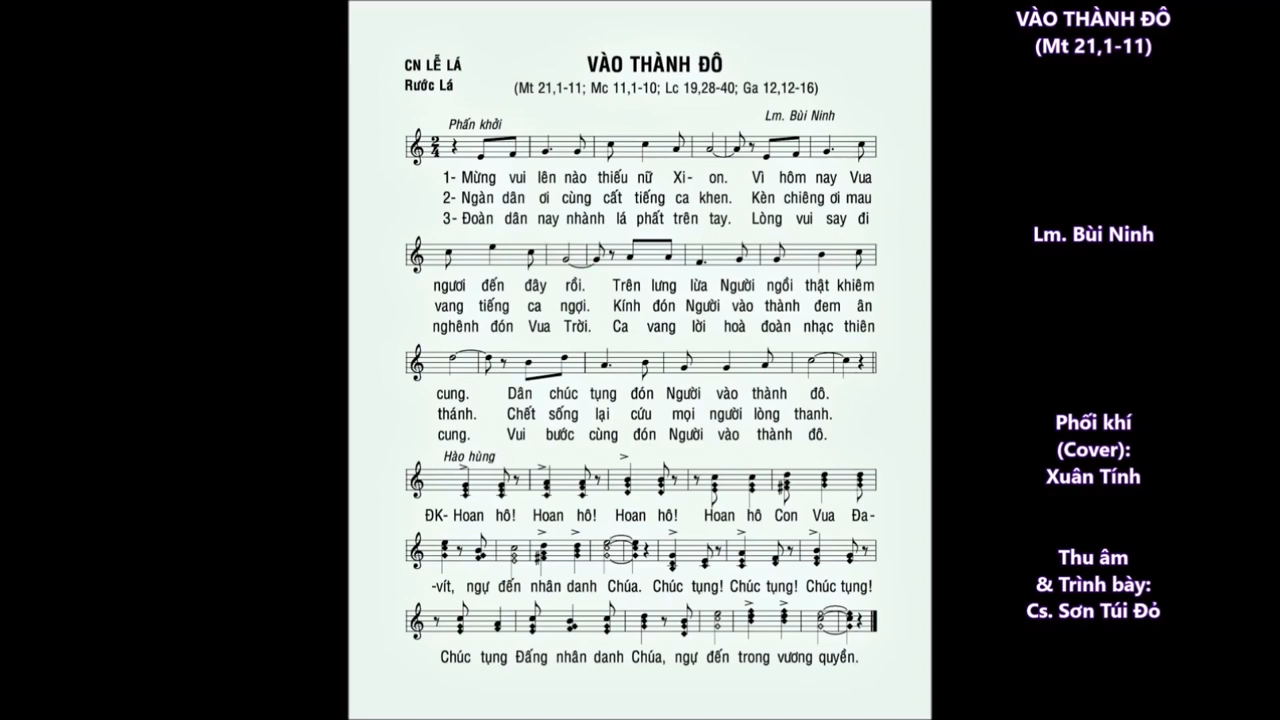 CN LỄ LÁ
Rước Lá
VÀO THÀNH ĐÔ
(Mt 21,1-11; Mc 11,1-10; Lc 19,28-40; Ga 12,12-16)
Lm. Bùi Ninh
Phấn khởi
2
4
1- Mừng vui lên nào thiếu nữ Xi- on. Vì hôm nay Vua
2- Ngàn dân ơi cùng cất tiếng ca khen. Kèn chiêng ơi mau
3- Đoàn dân nay nhành lá phất trên tay. Lòng vui say đi
ngươi đến đây rồi. Trên lưng lừa Người ngồi thật khiêm
vang tiếng ca ngợi. Kính đón Người vào thành đem ân
nghênh đón Vua Trời. Ca vang lời hoà đoàn nhạc thiên
cung. Dân chúc tụng đón Người vào thành đô.
thánh. Chết sống lại cứu mọi người lòng thanh.
cung. Vui bước cùng đón Người vào thành đô.
Hào hùng
ĐK- Hoan hô! Hoan hô! Hoan hô! Hoan hô Con Vua Đa-
-vít, ngự đến nhân danh Chúa. Chúc tụng! Chúc tụng! Chúc tụng!
Chúc tụng Đấng nhân danh Chúa, ngự đến trong vương quyền.
VÀO THÀNH ĐÔ
(Mt 21,1-11)
Lm. Bùi Ninh
Phối khí
(Cover):
Xuân Tính
Thu âm
& Trình bày:
Cs. Sơn Túi Đỏ